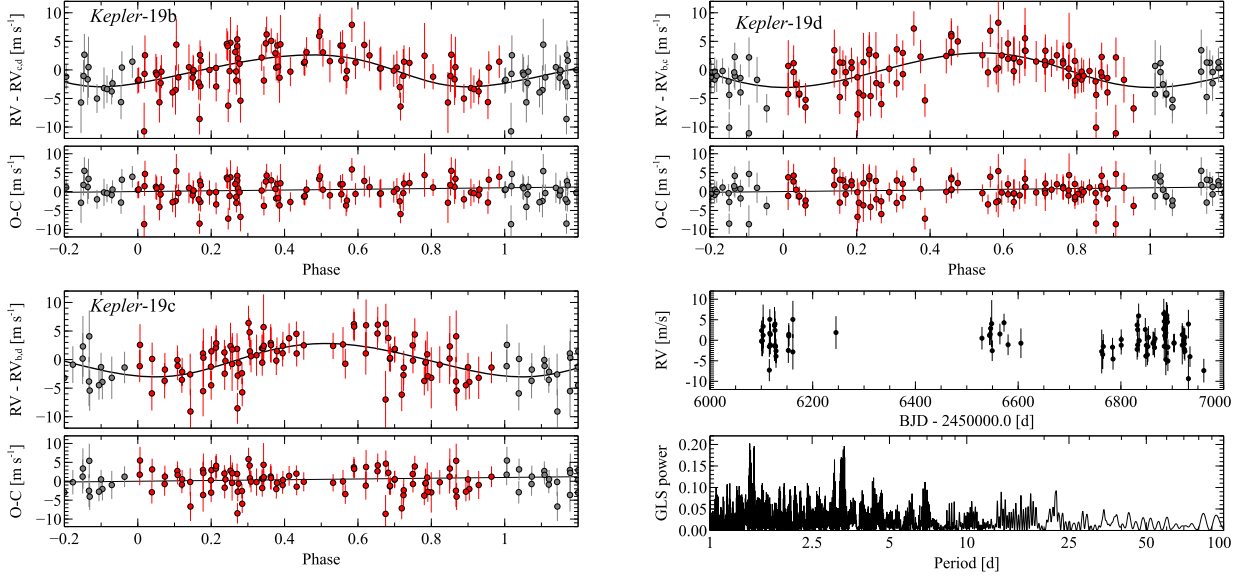 Kepler-19b
RV - RV c,d [m s⁻¹]
10
5
0
−5
−10
O-C [m s⁻¹]
10
5
0
−5
−10
−0.2 0 0.2 0.4 0.6 0.8 1
Phase
Kepler-19d
RV - RV b,c [m s⁻¹]
10
5
0
−5
−10
O-C [m s⁻¹]
10
5
0
−5
−10
−0.2 0 0.2 0.4 0.6 0.8 1
Phase
Kepler-19c
RV - RV b,d [m s⁻¹]
10
5
0
−5
−10
O-C [m s⁻¹]
10
5
0
−5
−10
−0.2 0 0.2 0.4 0.6 0.8 1
Phase
RV [m/s]
10
5
0
-5
-10
6000 6200 6400 6600 6800 7000
BJD - 2450000.0 [d]
GLS power
0.20
0.15
0.10
0.05
0.00
1 2.5 5 10 25 50 100
Period [d]